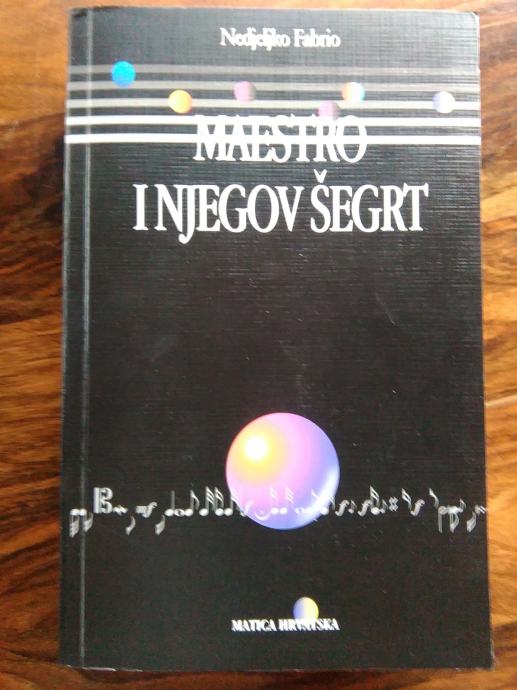 Nedjeljko Fabrio
MAESTRO
I NJEGOV ŠEGRT
MATICA HRVATSKA